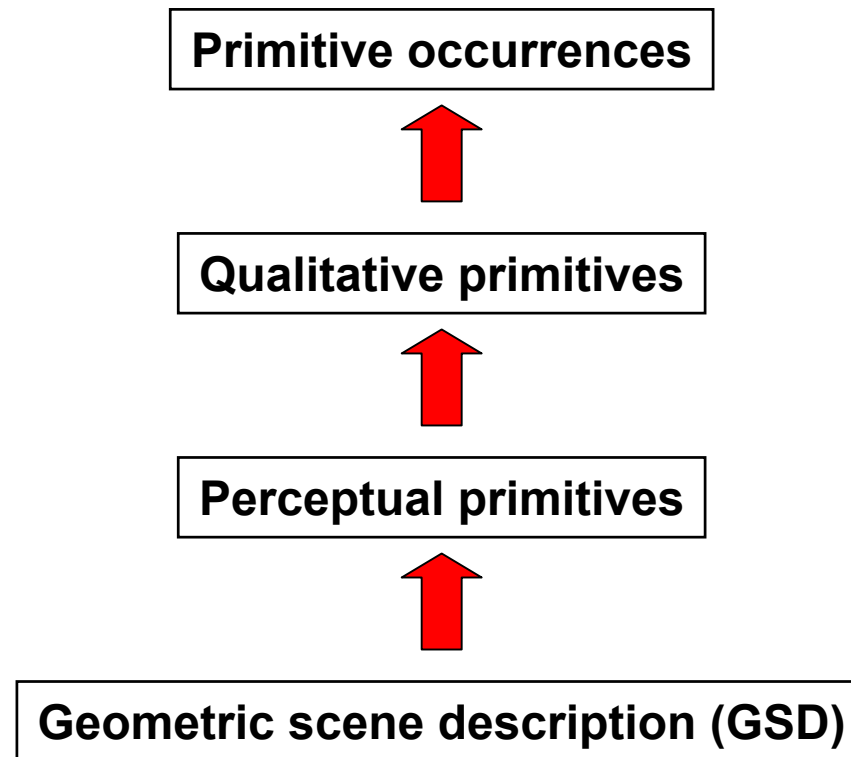 Primitive occurrences
Qualitative primitives
Perceptual primitives
Geometric scene description (GSD)